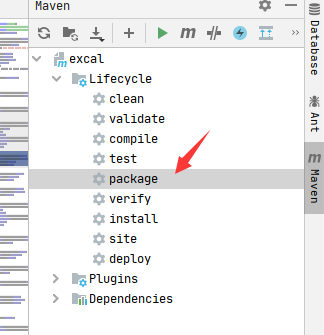 Maven
excal
Lifecycle
clean
validate
compile
test
package
verify
install
site
deploy
Plugins
Dependencies
Database
Ant
m Maven